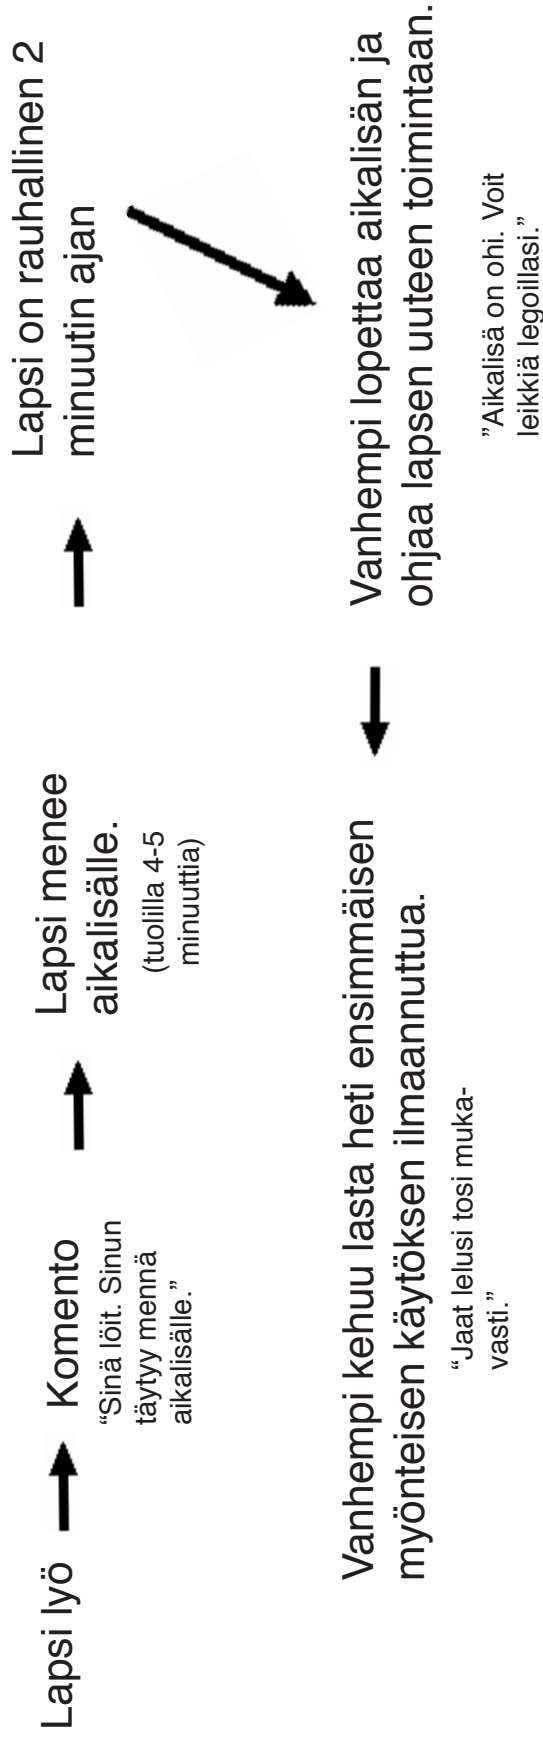 Lapsi lyö
Komento
“Sinä löit. Sinun
täytyy mennä
aikalisälle.”
Lapsi menee
aikalisälle.
(tuolilla 4-5
minuuttia)
Lapsi on rauhallinen 2
minuutin ajan
Vanhempi lopettaa aikalisän ja
ohjaa lapsen uuteen toimintaan.
”Aikalisä on ohi. Voit
leikkiä legoillasi.”
Vanhempi kehuu lasta heti ensimmäisen
myönteisen käytöksen ilmaannuttua.
“Jaat lelusi tosi muka-
vasti.”